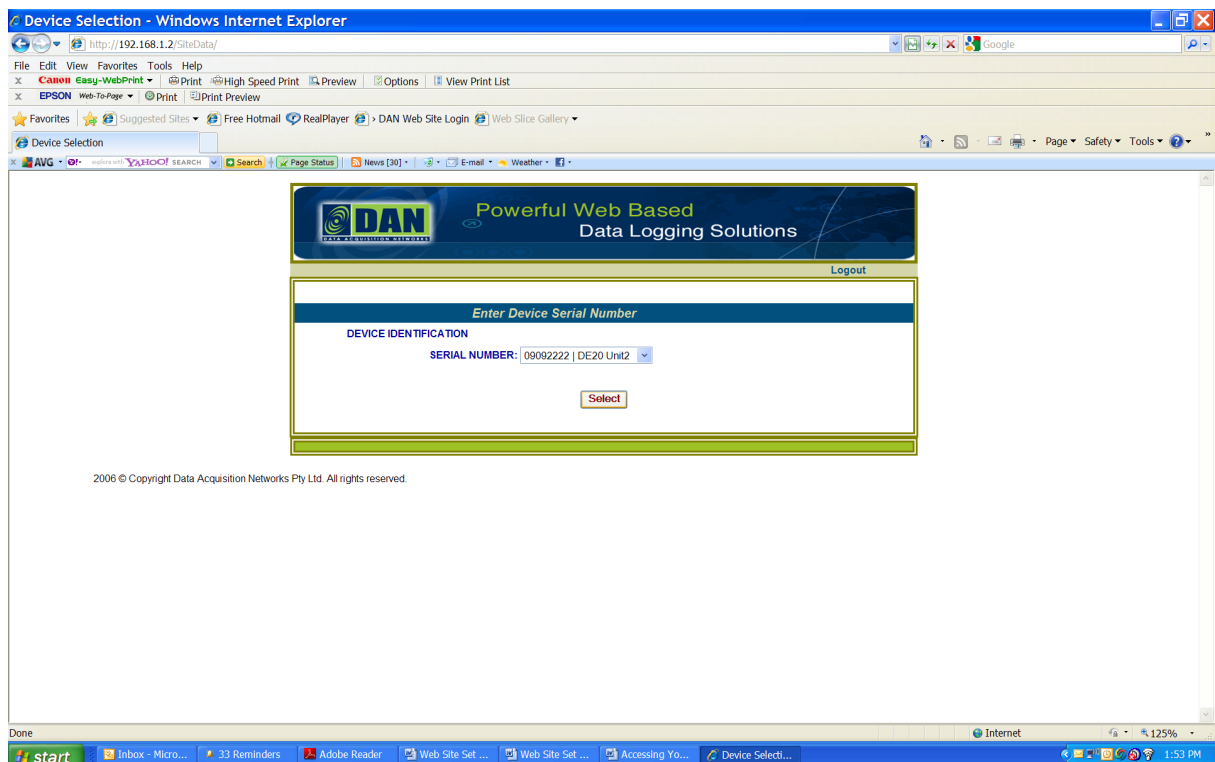 Device Selection - Windows Internet Explorer
http://192.168.1.2/SiteData/
Google
File Edit View Favorites Tools Help
x Canon Easy-WebPrint Print High Speed Print Preview Options View Print List
x EPSON Web-To-Page Print Print Preview
Favorites Suggested Sites Free Hotmail RealPlayer DAN Web Site Login Web Slice Gallery
Device Selection
Page Safety Tools »
x AVG Y! explore with YAHOO! SEARCH Search Page Status News [30] E-mail Weather
DAN
DATA ACQUISITION NETWORKS
Powerful Web Based
Data Logging Solutions
Logout
Enter Device Serial Number
DEVICE IDENTIFICATION
SERIAL NUMBER: 09092222 | DE20 Unit2
Select
2006 © Copyright Data Acquisition Networks Pty Ltd. All rights reserved.
Done
Internet
125%
start Inbox - Micro... 33 Reminders Adobe Reader Web Site Set ... Web Site Set ... Accessing Yo... Device Selecti... 1:53 PM